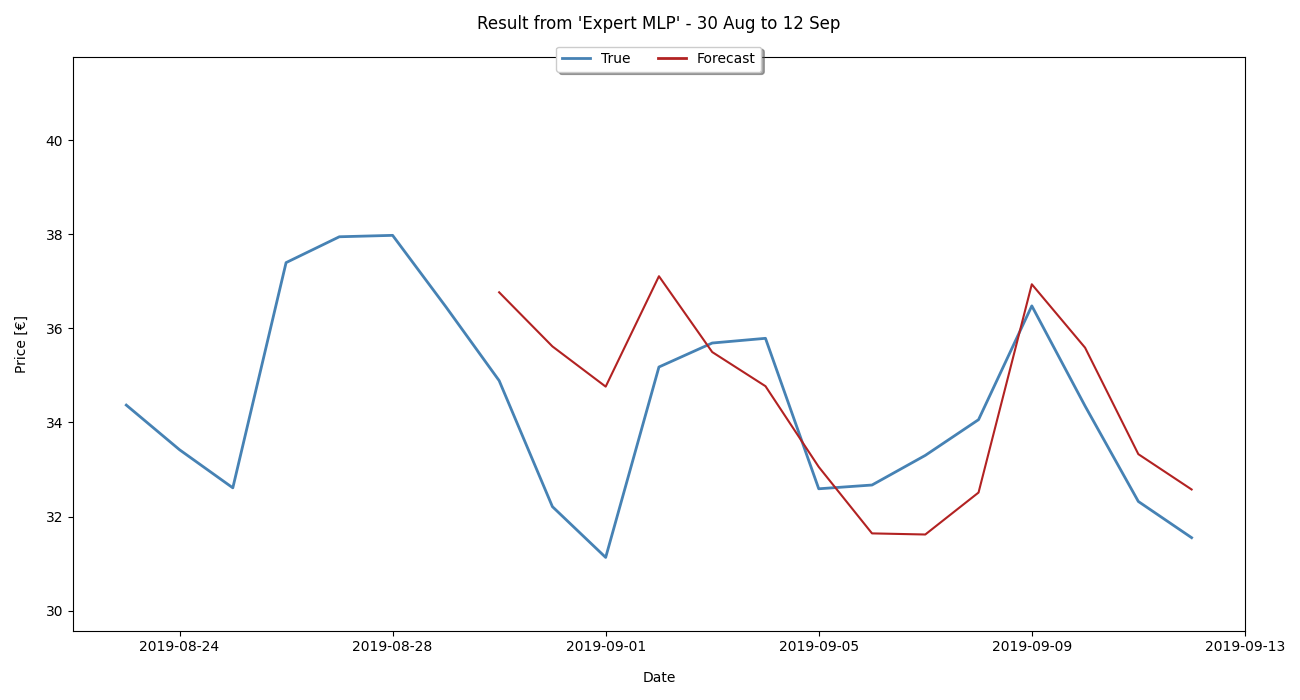 Result from 'Expert MLP' - 30 Aug to 12 Sep
True Forecast
40
38
36
34
32
30
Price [€]
2019-08-24 2019-08-28 2019-09-01 2019-09-05 2019-09-09 2019-09-13
Date